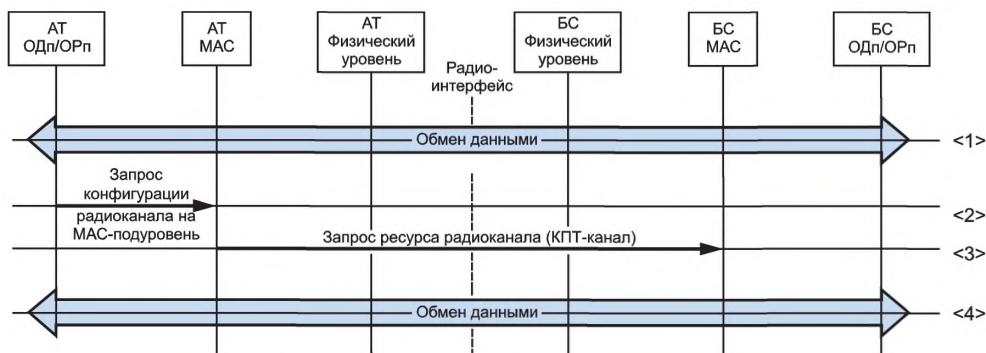 АТ
ОДп/ОРп
АТ
МАС
АТ
Физический
уровень
Радио-
интерфейс
БС
Физический
уровень
БС
МАС
БС
ОДп/ОРп
Обмен данными
<1>
Запрос
конфигурации
радиоканала на
МАС-подуровень
<2>
Запрос ресурса радиоканала (КПТ-канал)
<3>
Обмен данными
<4>